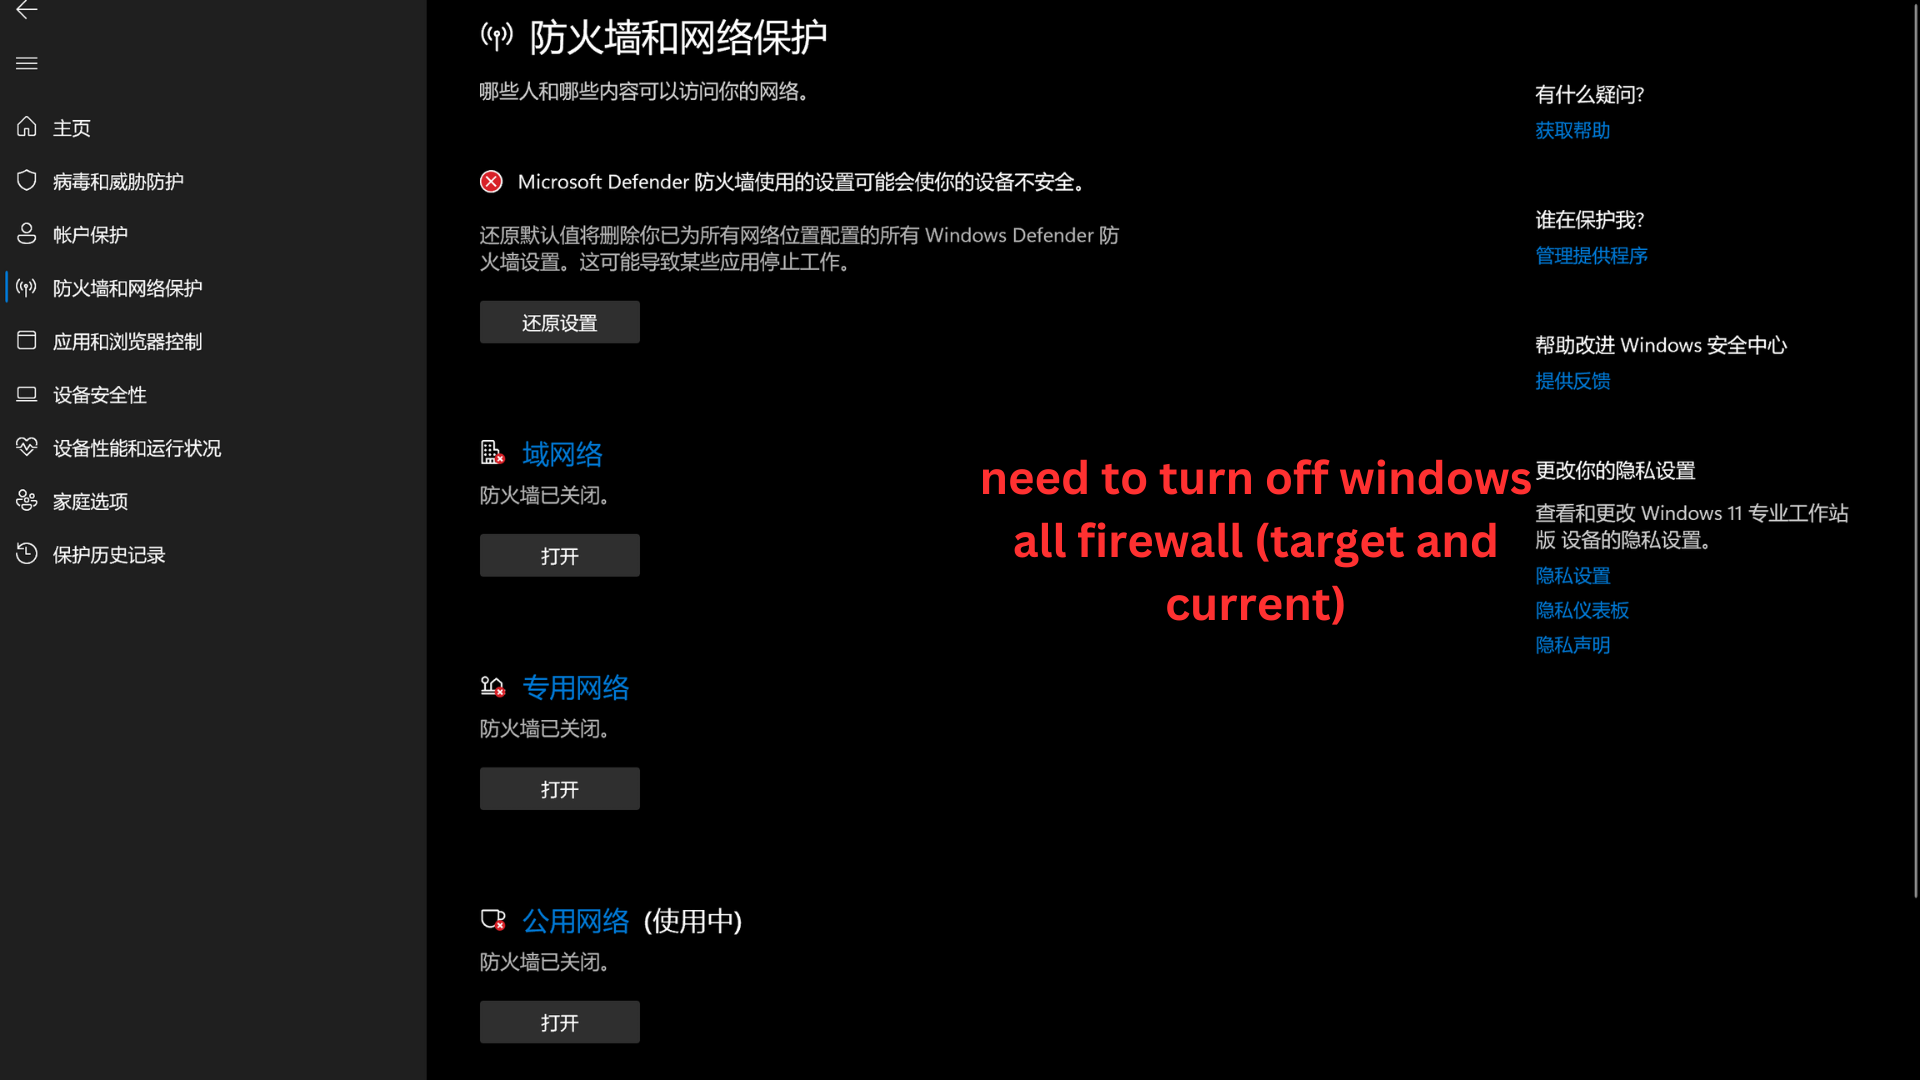 防火墙和网络保护
哪些人和哪些内容可以访问你的网络。
Microsoft Defender 防火墙使用的设置可能会使你的设备不安全。
还原默认值将删除你已为所有网络位置配置的所有 Windows Defender 防
火墙设置。这可能导致某些应用停止工作。
还原设置
域网络
防火墙已关闭。
打开
专用网络
防火墙已关闭。
打开
公用网络 (使用中)
防火墙已关闭。
打开
主页
病毒和威胁防护
帐户保护
防火墙和网络保护
应用和浏览器控制
设备安全性
设备性能和运行状况
家庭选项
保护历史记录
need to turn off windows
all firewall (target and
current)
有什么疑问?
获取帮助
谁在保护我?
管理提供程序
帮助改进 Windows 安全中心
提供反馈
更改你的隐私设置
查看和更改 Windows 11 专业工作站
版 设备的隐私设置。
隐私设置
隐私仪表板
隐私声明